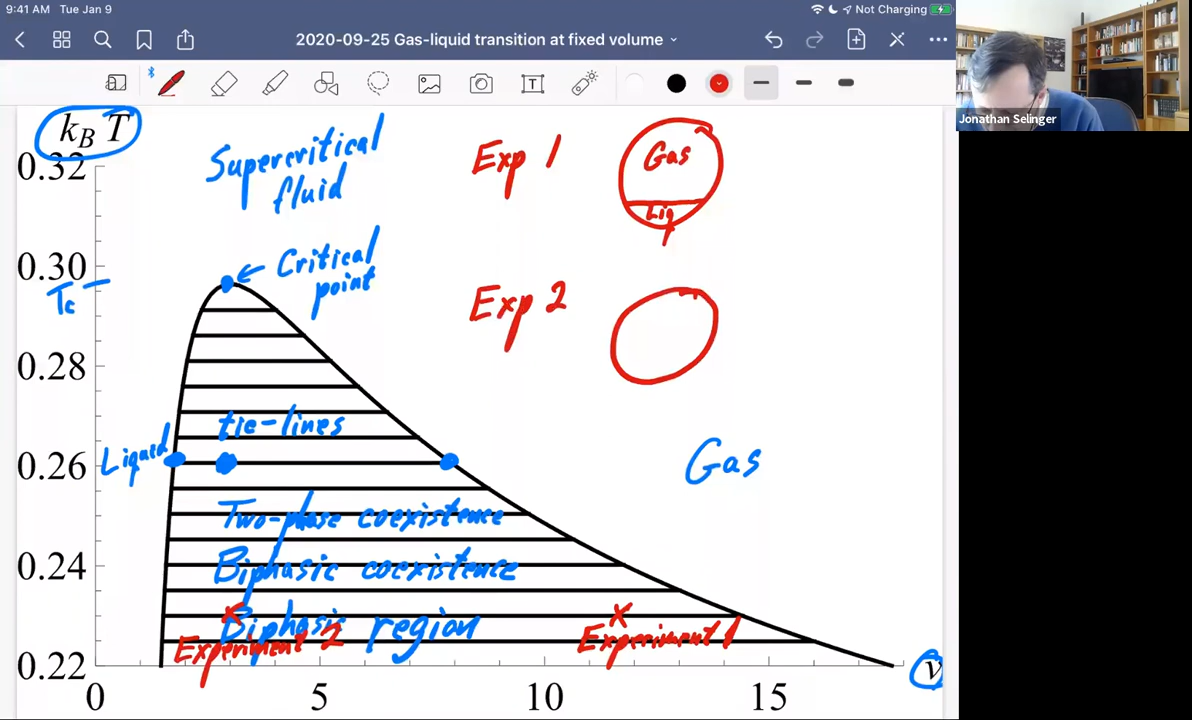 9:41 AM Tue Jan 9
Not Charging
2020-09-25 Gas-liquid transition at fixed volume
T
Jonathan Selinger
k_B T
0.32
Supercritical
fluid
Exp 1
Gas
Liq
0.30
Tc
Critical
point
Exp 2
0.28
tie-lines
Liquid
0.26
Gas
Two-phase coexistence
0.24
Biphasic coexistence
x
Biphasic region
x
Experiment 2
Experiment 1
0.22
v
0
5
10
15